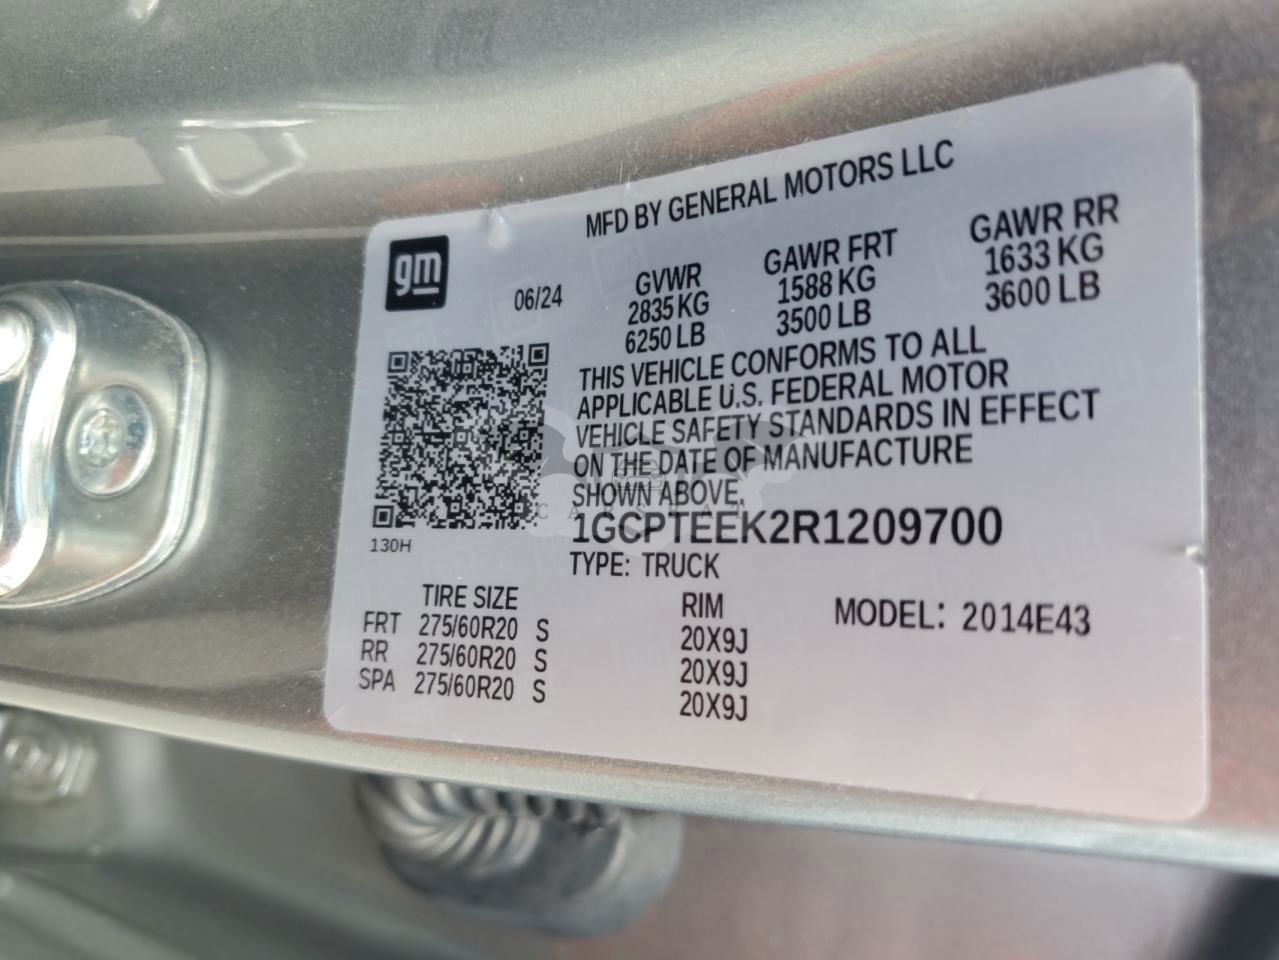 MFD BY GENERAL MOTORS LLC
gm
06/24
GVWR
2835 KG
6250 LB
GAWR FRT
1588 KG
3500 LB
GAWR RR
1633 KG
3600 LB
THIS VEHICLE CONFORMS TO ALL
APPLICABLE U.S. FEDERAL MOTOR
VEHICLE SAFETY STANDARDS IN EFFECT
ON THE DATE OF MANUFACTURE
SHOWN ABOVE.
1GCPTEEK2R1209700
TYPE: TRUCK
130H
TIRE SIZE RIM MODEL: 2014E43
FRT 275/60R20 S 20X9J
RR 275/60R20 S 20X9J
SPA 275/60R20 S 20X9J